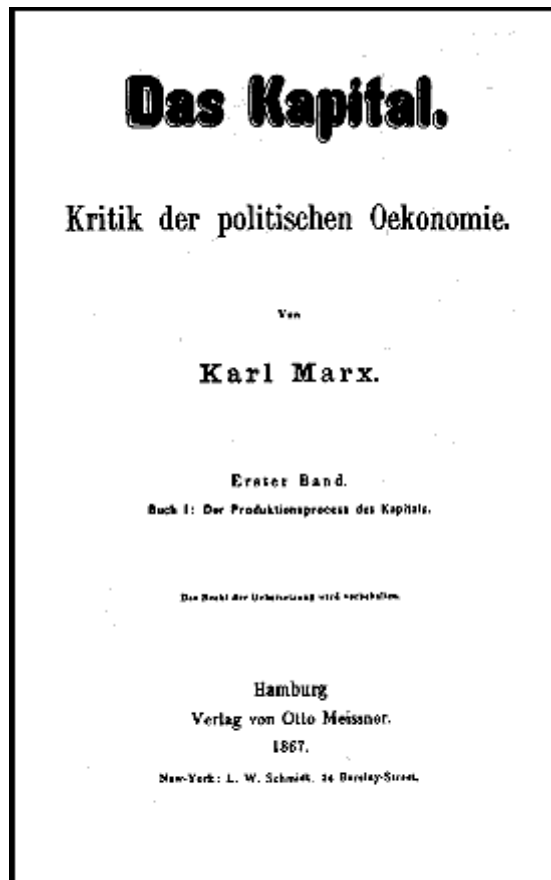 Das Kapital.
Kritik der politischen Oekonomie.
Von
Karl Marx.
Erster Band.
Buch I: Der Produktionsprocess des Kapitals.
Das Recht der Uebersetzung wird vorbehalten.
Hamburg
Verlag von Otto Meissner.
1867.
New-York: L. W. Schmidt. 24 Barclay-Street.